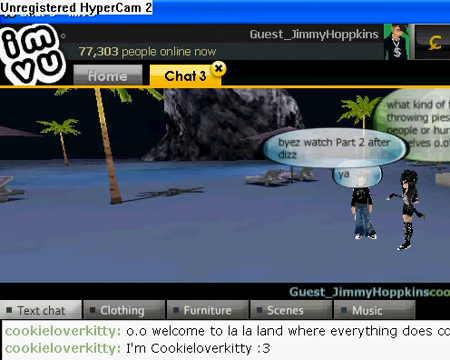 Unregistered HyperCam 2
imvu
77,303 people online now
Guest_JimmyHoppkins
Home
Chat 3
what kind of
throwing pies
people or hur
selves o.o'
byez watch Part 2 after
dizz
ya
Guest_JimmyHoppkinscoo
Text chat
Clothing
Furniture
Scenes
Music
cookieloverkitty: o.o welcome to la la land where everything does co
cookieloverkitty: I'm Cookieloverkitty :3